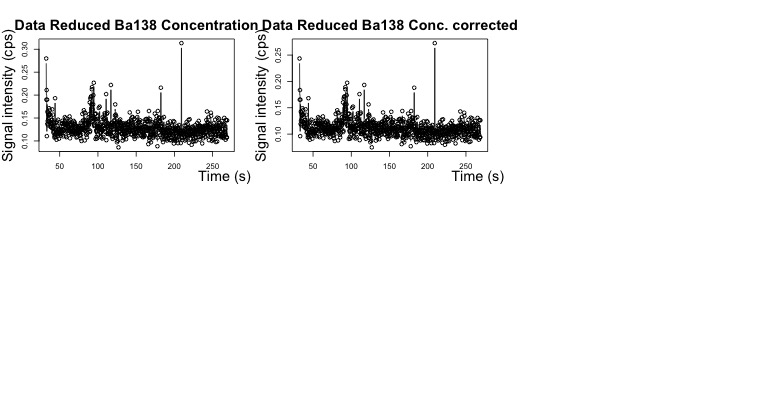 Data Reduced Ba138 Concentration
Signal intensity (cps)
0.30
0.25
0.20
0.15
0.10
50 100 150 200 250
Time (s)
Data Reduced Ba138 Conc. corrected
Signal intensity (cps)
0.25
0.20
0.15
0.10
50 100 150 200 250
Time (s)